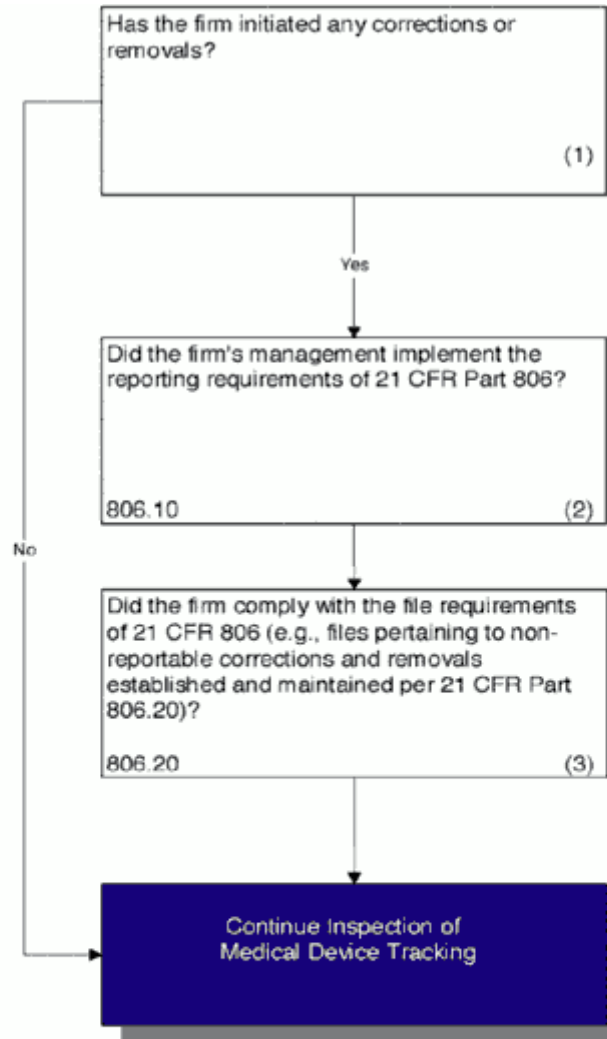 Has the firm initiated any corrections or
removals?
(1)
Yes
Did the firm's management implement the
reporting requirements of 21 CFR Part 806?
806.10 (2)
No
Did the firm comply with the file requirements
of 21 CFR 806 (e.g., files pertaining to non-
reportable corrections and removals
established and maintained per 21 CFR Part
806.20)?
806.20 (3)
Continue Inspection of
Medical Device Tracking